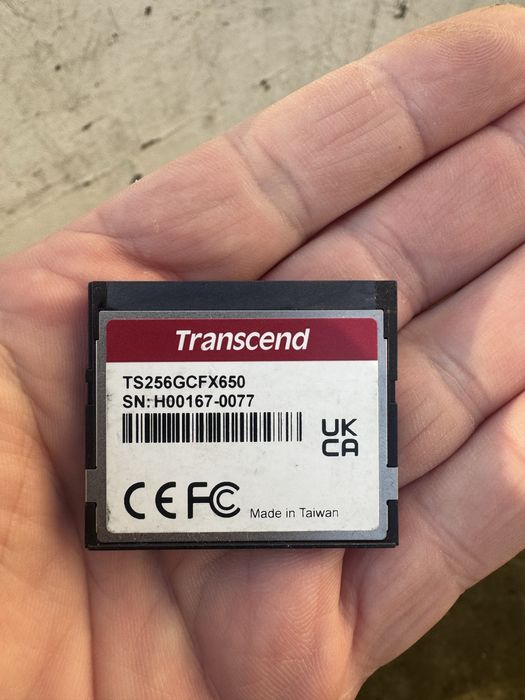 Transcend
TS256GCFX650
SN: H00167-0077
UK
CA
CE FC Made in Taiwan